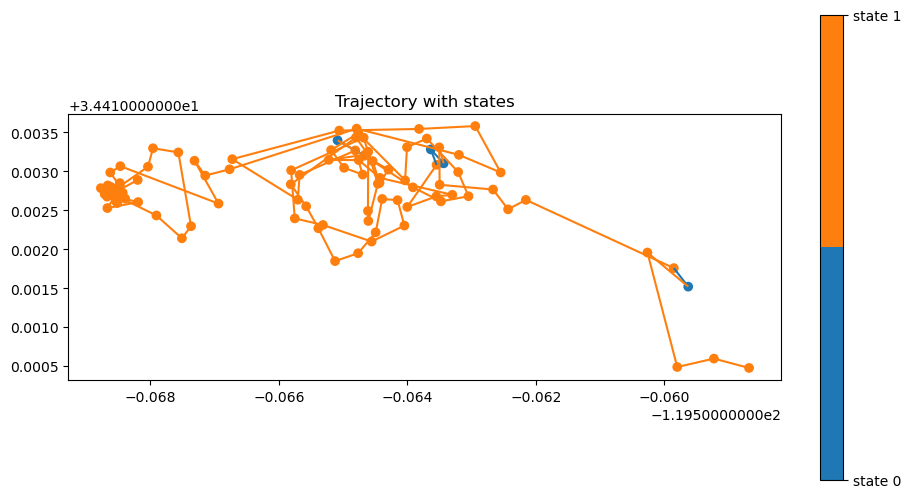 state 1
+3.4410000000e1
Trajectory with states
0.0035
0.0030
0.0025
0.0020
0.0015
0.0010
0.0005
−0.068 −0.066 −0.064 −0.062 −0.060
−1.1950000000e2
state 0